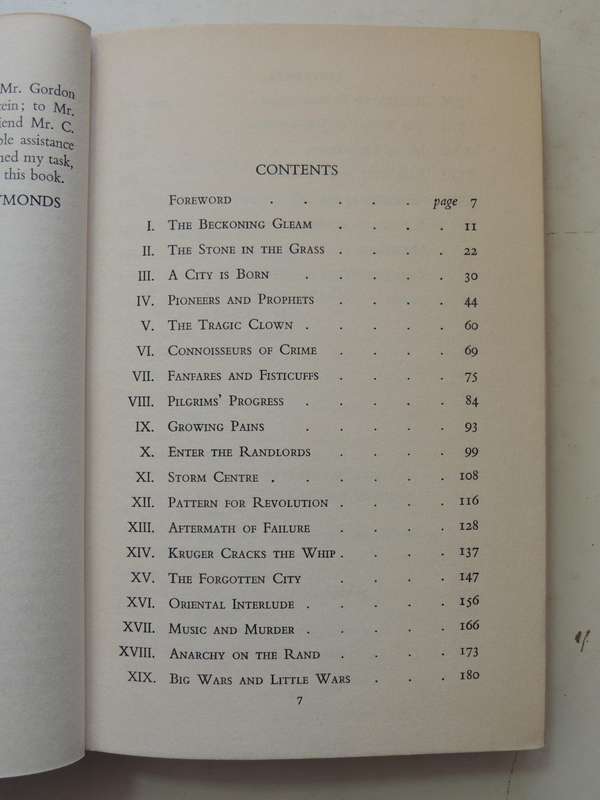 Mr. Gordon
ein; to Mr.
iend Mr. C.
ble assistance
ned my task,
this book.
YMONDS
CONTENTS
FOREWORD . . . . . page 7
I. THE BECKONING GLEAM . . . . 11
II. THE STONE IN THE GRASS . . . . 22
III. A CITY IS BORN . . . . 30
IV. PIONEERS AND PROPHETS . . . . 44
V. THE TRAGIC CLOWN . . . . . 60
VI. CONNOISSEURS OF CRIME . . . . 69
VII. FANFARES AND FISTICUFFS . . . . 75
VIII. PILGRIMS' PROGRESS . . . . 84
IX. GROWING PAINS . . . . . 93
X. ENTER THE RANDLORDS . . . . 99
XI. STORM CENTRE . . . . . 108
XII. PATTERN FOR REVOLUTION . . . . 116
XIII. AFTERMATH OF FAILURE . . . . 128
XIV. KRUGER CRACKS THE WHIP . . . . 137
XV. THE FORGOTTEN CITY . . . . 147
XVI. ORIENTAL INTERLUDE . . . . . 156
XVII. MUSIC AND MURDER . . . . . 166
XVIII. ANARCHY ON THE RAND . . . . 173
XIX. BIG WARS AND LITTLE WARS . . . 180
7